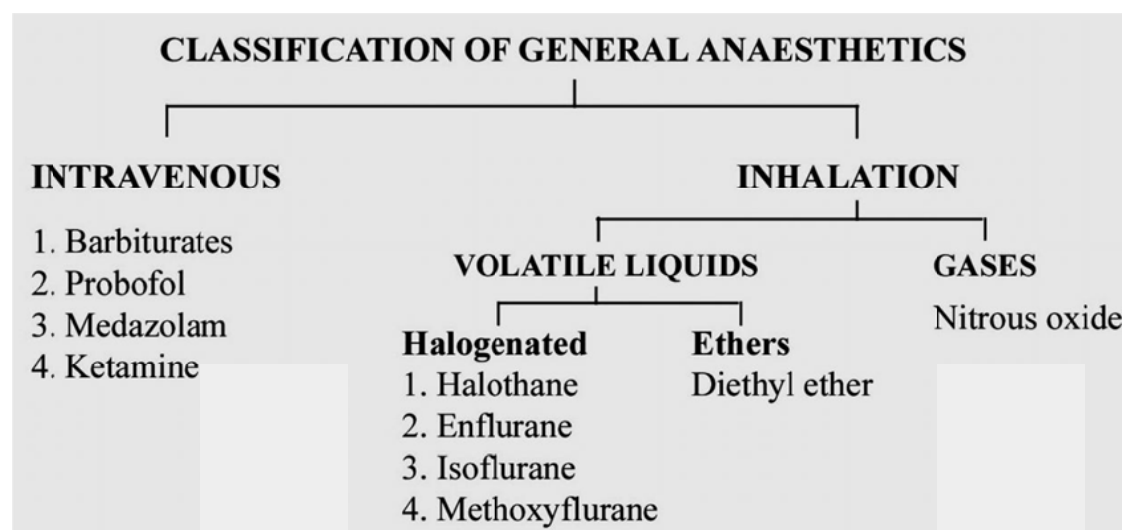 CLASSIFICATION OF GENERAL ANAESTHETICS
INTRAVENOUS
1. Barbiturates
2. Probofol
3. Medazolam
4. Ketamine
INHALATION
VOLATILE LIQUIDS
Halogenated
1. Halothane
2. Enflurane
3. Isoflurane
4. Methoxyflurane
Ethers
Diethyl ether
GASES
Nitrous oxide